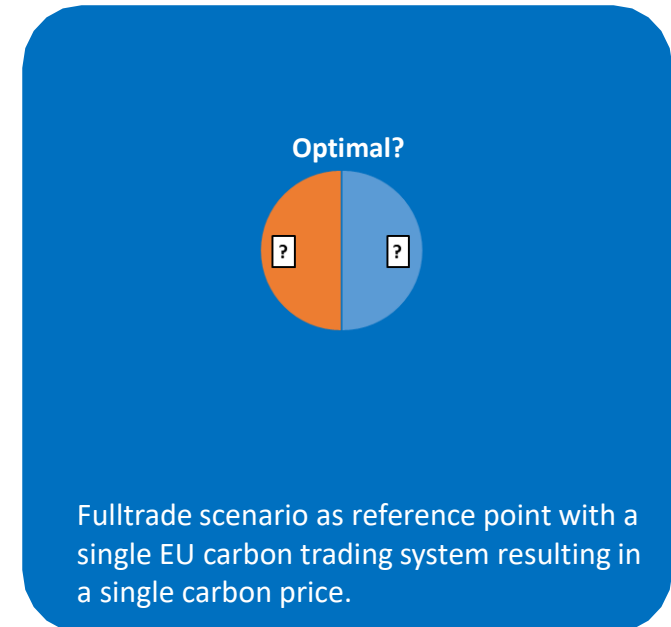 Optimal?
? ?
Fulltrade scenario as reference point with a
single EU carbon trading system resulting in
a single carbon price.